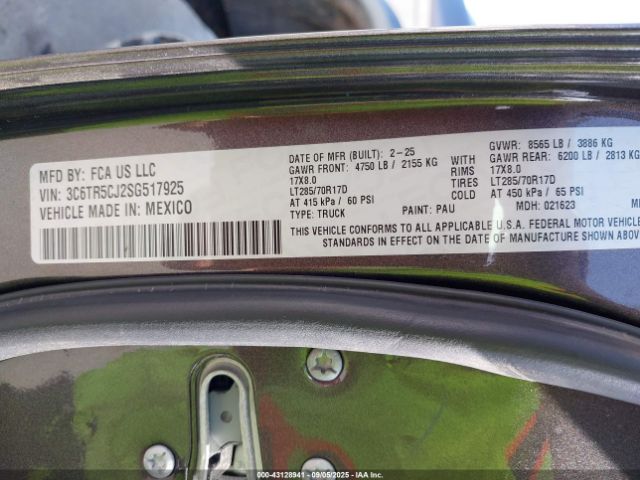 MFD BY: FCA US LLC
VIN: 3C6TR5CJ2SG517925
VEHICLE MADE IN: MEXICO
DATE OF MFR (BUILT): 2-25 GVWR: 8565 LB / 3886 KG
GAWR FRONT: 4750 LB / 2155 KG WITH GAWR REAR: 6200 LB / 2813 KG
17X8.0 RIMS 17X8.0
LT285/70R17D TIRES LT285/70R17D
AT 415 kPa / 60 PSI COLD AT 450 kPa / 65 PSI
TYPE: TRUCK PAINT: PAU MDH: 021623
THIS VEHICLE CONFORMS TO ALL APPLICABLE U.S.A. FEDERAL MOTOR VEHICLE
STANDARDS IN EFFECT ON THE DATE OF MANUFACTURE SHOWN ABOVE
000-43128941 - 09/05/2025 - IAAI.COM